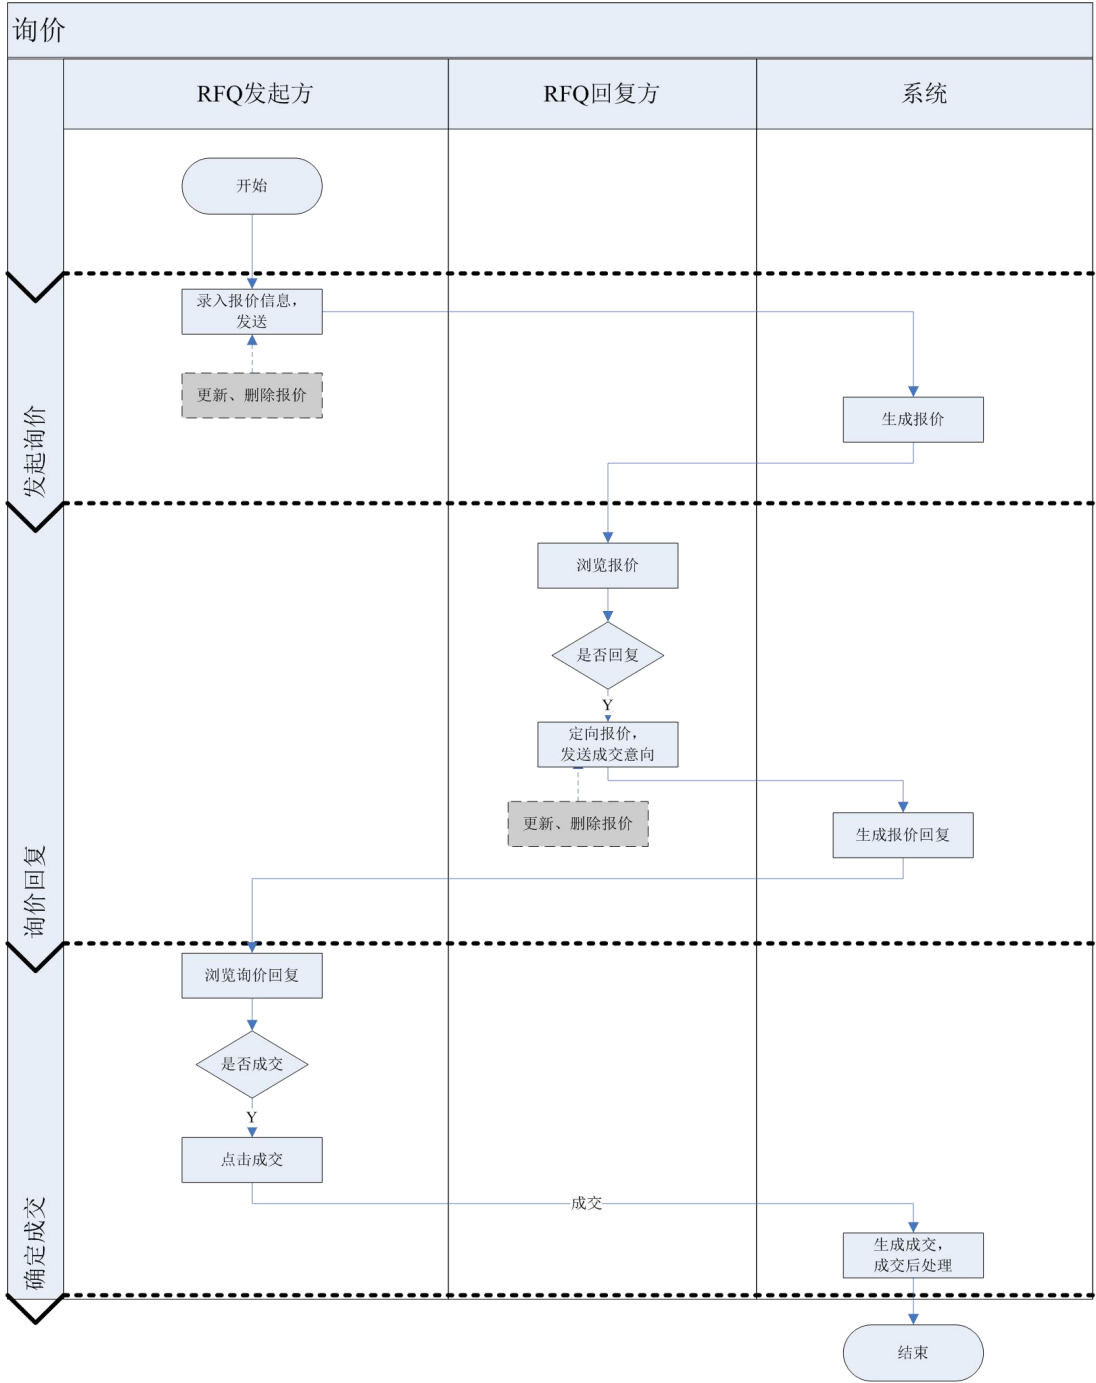 询价
RFQ发起方
RFQ回复方
系统
开始
录入报价信息，
发送
更新、删除报价
生成报价
发起询价
浏览报价
是否回复
Y
定向报价，
发送成交意向
更新、删除报价
生成报价回复
询价回复
浏览询价回复
是否成交
Y
点击成交
成交
生成成交，
成交后处理
确定成交
结束